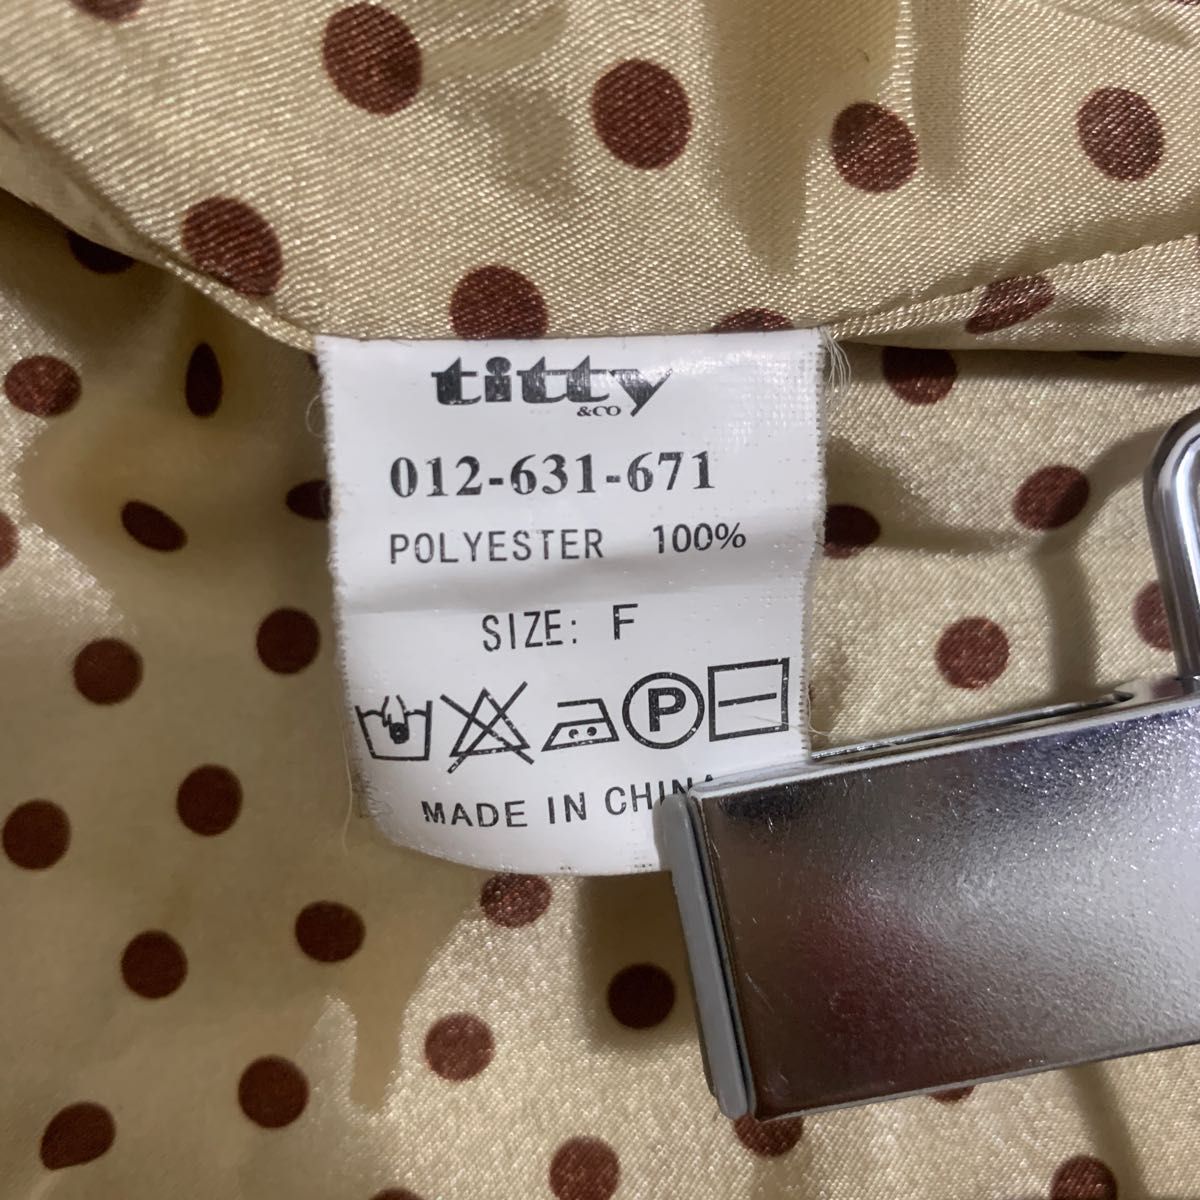 titty
&CO
012-631-671
POLYESTER 100%
SIZE: F
P
MADE IN CHINA